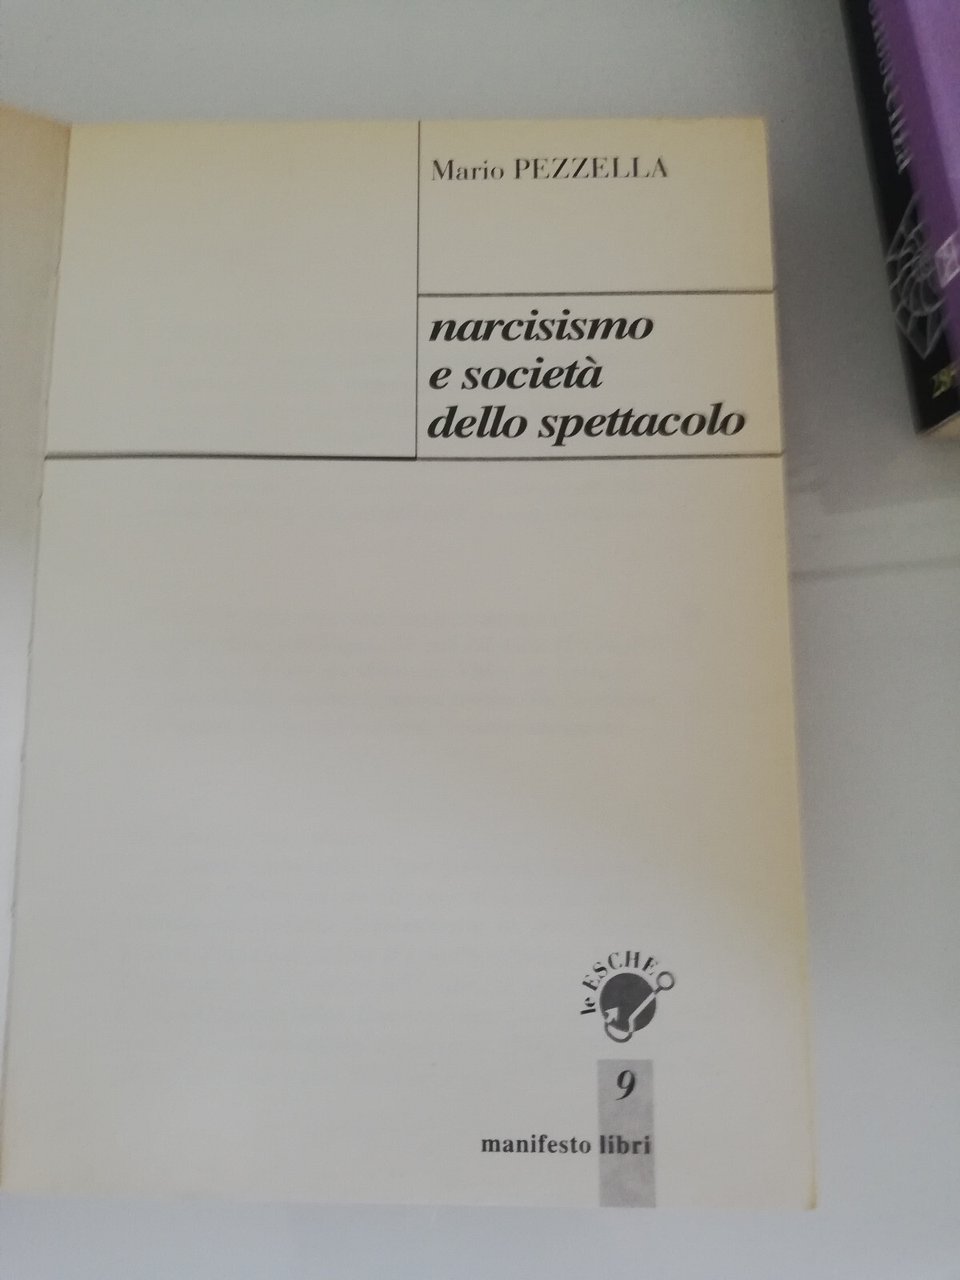 Mario PEZZELLA
narcisismo
e società
dello spettacolo
le ESCHE
9
manifesto libri